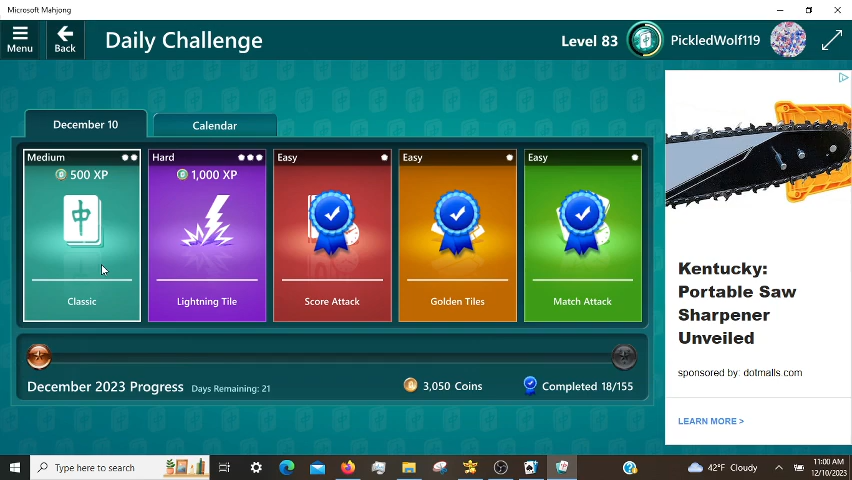 Microsoft Mahjong
Menu
Back
Daily Challenge
Level 83
PickledWolf119
December 10
Calendar
Medium
500 XP
中
Classic
Hard
1,000 XP
Lightning Tile
Easy
Score Attack
Easy
Golden Tiles
Easy
Match Attack
December 2023 Progress
Days Remaining: 21
3,050 Coins
Completed 18/155
Kentucky:
Portable Saw
Sharpener
Unveiled
sponsored by: dotmalls.com
LEARN MORE >
Type here to search
42°F Cloudy
11:00 AM
12/10/2023